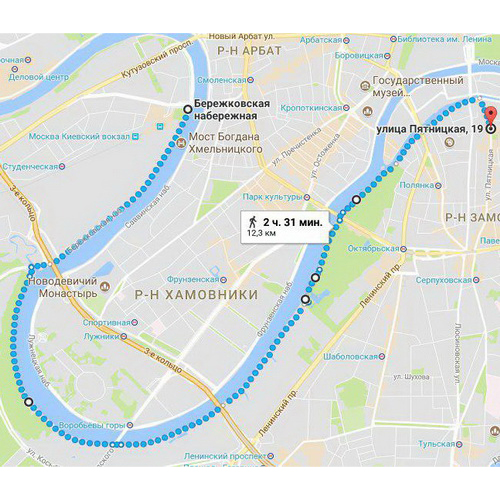 Кутузовский просп.
Новый Арбат ул.
Арбатская
Библиотека им. Ленина
Р-Н АРБАТ
Деловой центр
Смоленская
Боровицкая
Государственный
музей...
Бережковская
набережная
Кропоткинская
Москва Киевский вокзал
улица Пятницкая, 19
Мост Богдана
Хмельницкого
ул. Пречистенка
ул. Остоженка
Студенческая
Полянка
Саввинская наб.
Парк культуры
Р-Н ЗАМО
2 ч. 31 мин.
12,3 км
3-е кольцо
Октябрьская
Новодевичий
Монастырь
Фрунзенская
Серпуховская
Р-Н ХАМОВНИКИ
Ленинский пр.
Фрунзенская наб.
Спортивная
Лужники
Люсиновская ул.
3-е кольцо
Шаболовская
Лужнецкая наб.
ул. Шухова
Воробьёвы горы
Ленинский пр.
Тульская
ул. Косыгина
Ленинский проспект